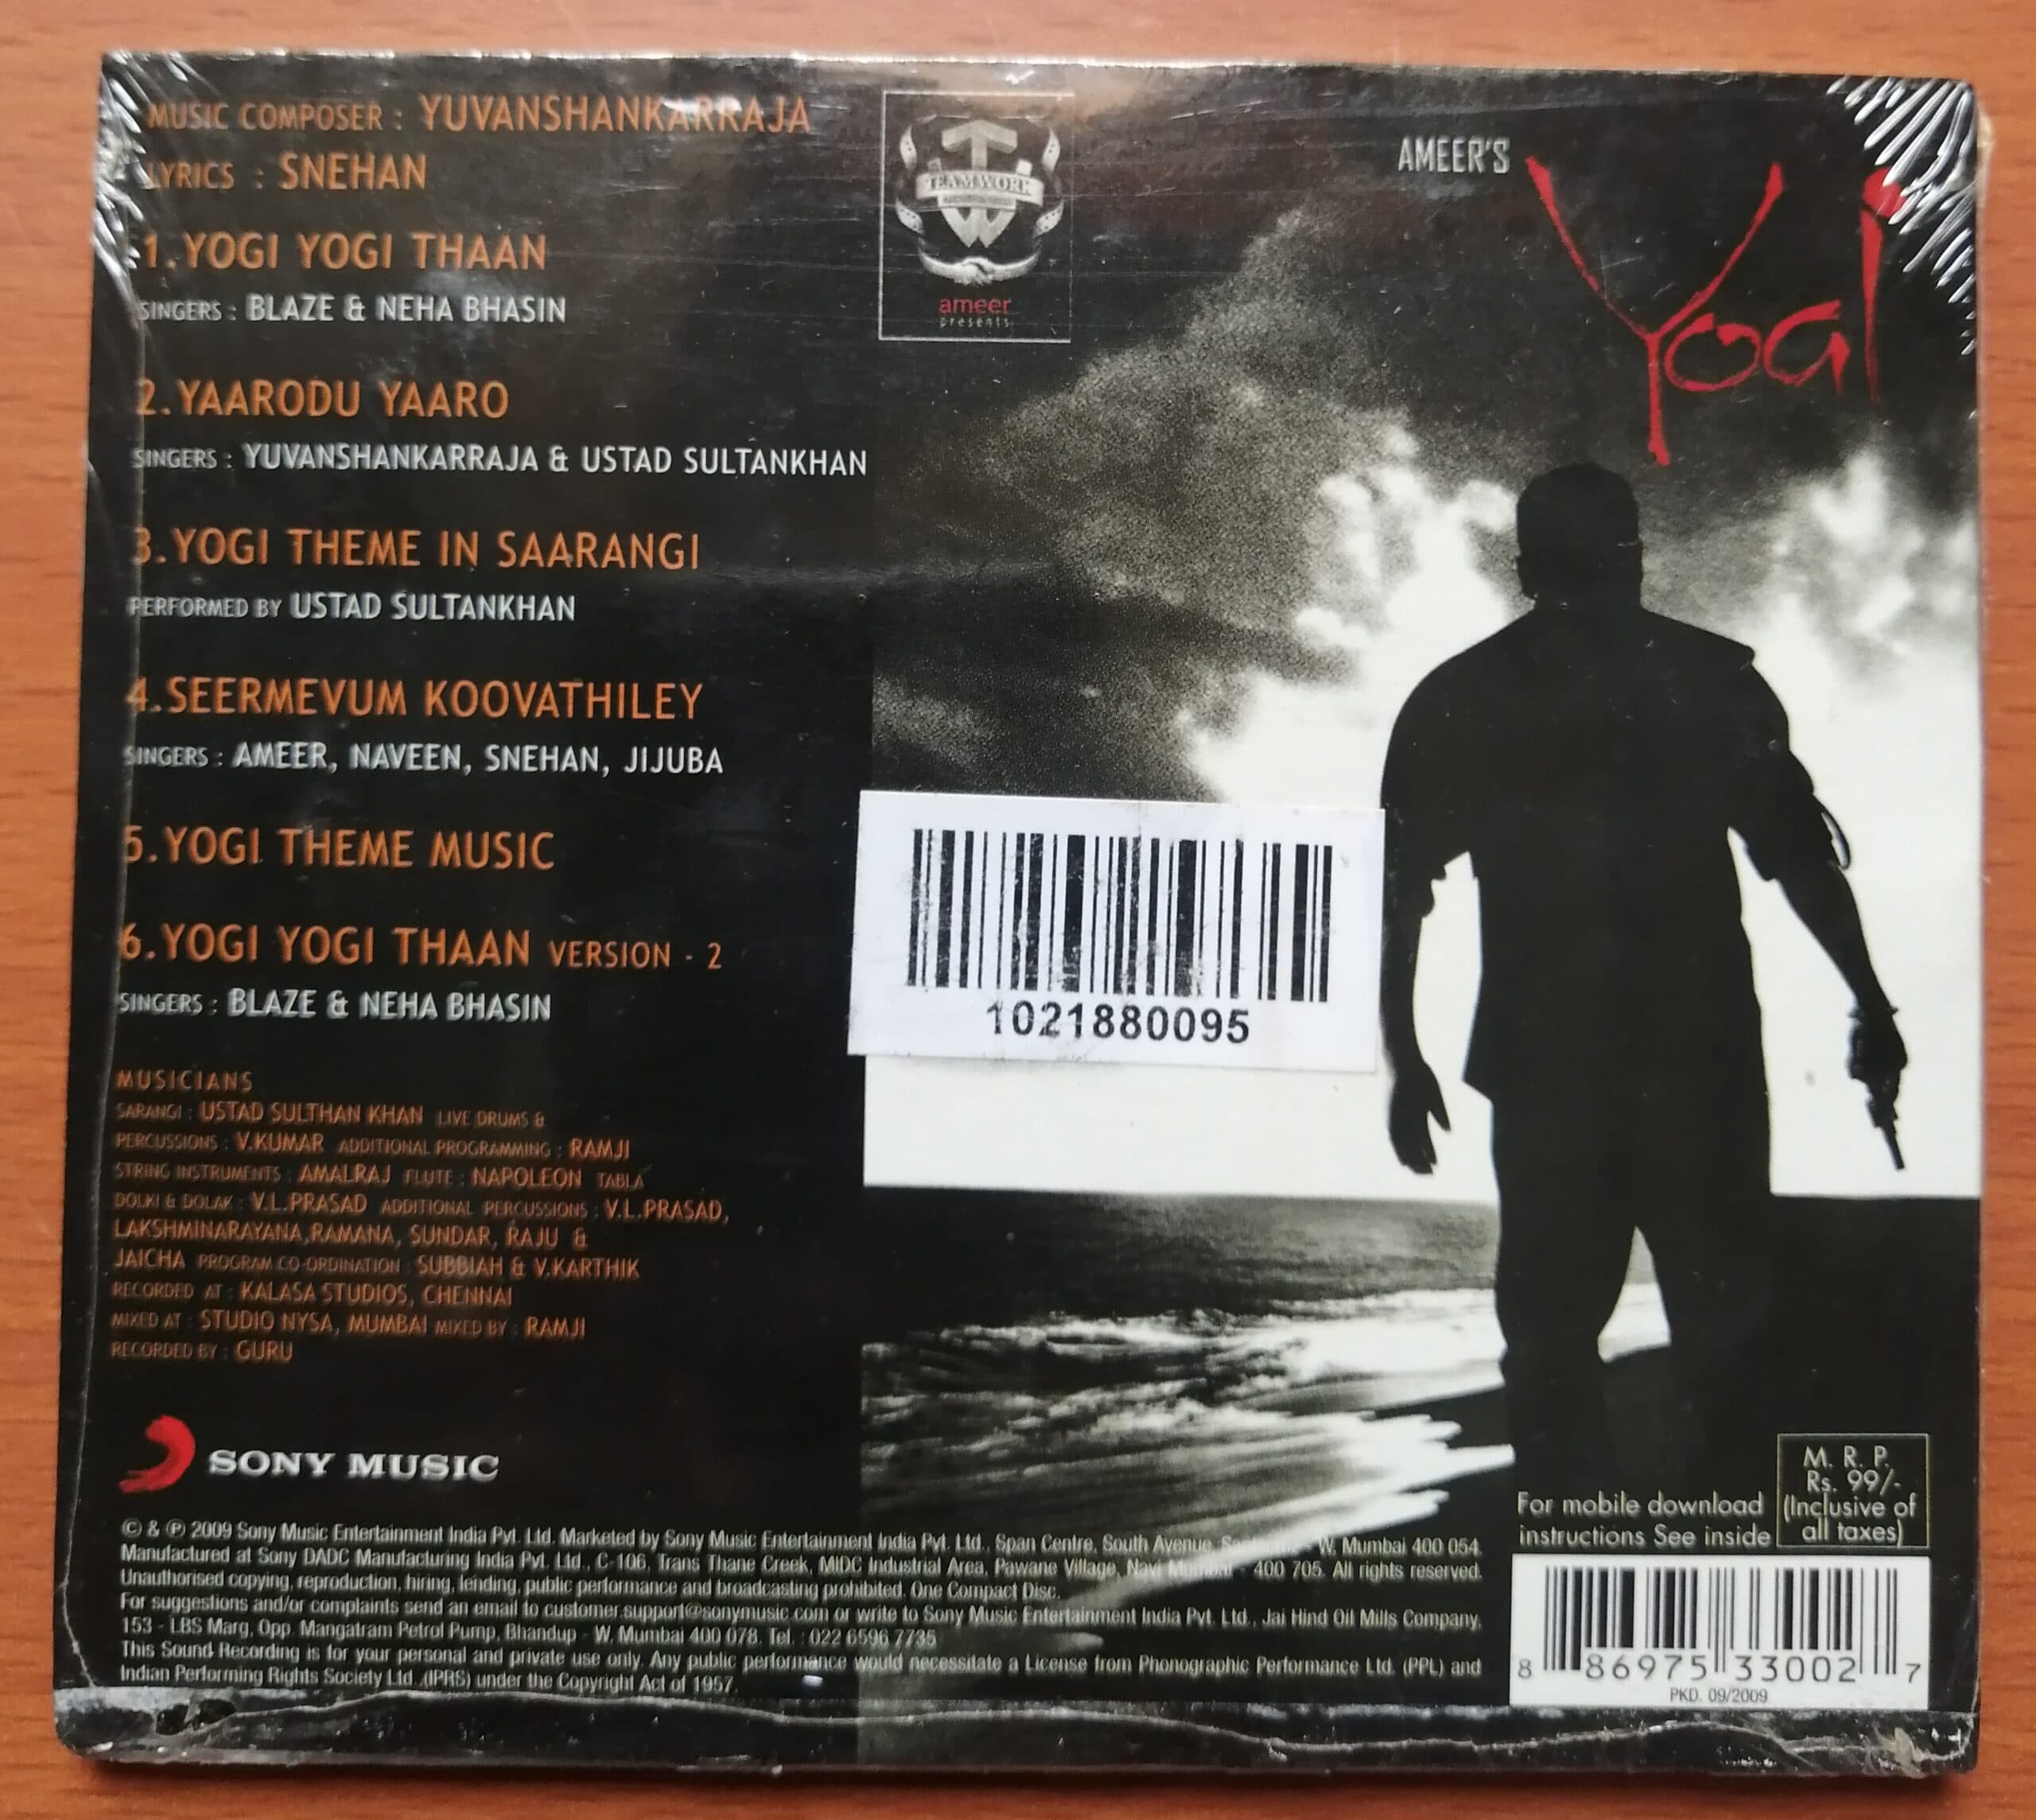 MUSIC COMPOSER : YUVANSHANKARRAJA
LYRICS : SNEHAN
1.YOGI YOGI THAAN
SINGERS : BLAZE & NEHA BHASIN
2.YAARODU YAARO
SINGERS : YUVANSHANKARRAJA & USTAD SULTANKHAN
3.YOGI THEME IN SAARANGI
PERFORMED BY USTAD SULTANKHAN
4.SEERMEVUM KOOVATHILEY
SINGERS : AMEER, NAVEEN, SNEHAN, JIJUBA
5.YOGI THEME MUSIC
6.YOGI YOGI THAAN VERSION - 2
SINGERS : BLAZE & NEHA BHASIN
MUSICIANS
SARANGI : USTAD SULTHAN KHAN LIVE DRUMS &
PERCUSSIONS : V.KUMAR ADDITIONAL PROGRAMMING : RAMJI
STRING INSTRUMENTS : AMALRAJ FLUTE : NAPOLEON TABLA
DOLKI & DOLAK : V.L.PRASAD ADDITIONAL PERCUSSIONS : V.L.PRASAD,
LAKSHMINARAYANA,RAMANA, SUNDAR, RAJU &
JAICHA PROGRAM CO-ORDINATION : SUBBIAH & V.KARTHIK
RECORDED AT : KALASA STUDIOS, CHENNAI
MIXED AT : STUDIO NYSA, MUMBAI MIXED BY : RAMJI
RECORDED BY : GURU
TW
TEAMWORK
ameer
presents
AMEER'S
Yogi
1021880095
SONY MUSIC
For mobile download
instructions See inside
M. R. P.
Rs. 99/-
(Inclusive of
all taxes)
© & ℗ 2009 Sony Music Entertainment India Pvt. Ltd. Marketed by Sony Music Entertainment India Pvt. Ltd., Span Centre, South Avenue, W. Mumbai 400 054.
Manufactured at Sony DADC Manufacturing India Pvt. Ltd., C-106, Trans Thane Creek, MIDC Industrial Area, Pawane Village, Navi Mumbai - 400 705. All rights reserved.
Unauthorised copying, reproduction, hiring, lending, public performance and broadcasting prohibited. One Compact Disc.
For suggestions and/or complaints send an email to customer.support@sonymusic.com or write to Sony Music Entertainment India Pvt. Ltd., Jai Hind Oil Mills Company,
153 - LBS Marg, Opp. Mangatram Petrol Pump, Bhandup - W. Mumbai 400 078. Tel. : 022 6596 7735
This Sound Recording is for your personal and private use only. Any public performance would necessitate a License from Phonographic Performance Ltd. (PPL) and
Indian Performing Rights Society Ltd. (IPRS) under the Copyright Act of 1957.
8 86975 33002 7
PKD. 09/2009